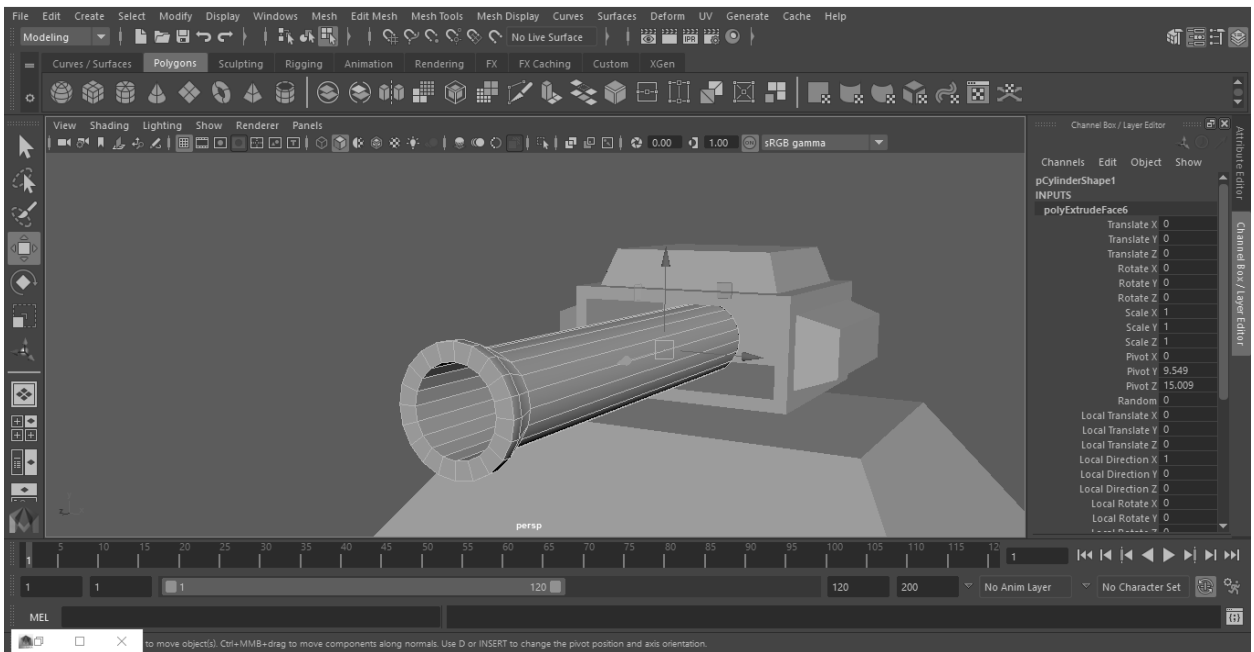 File Edit Create Select Modify Display Windows Mesh Edit Mesh Mesh Tools Mesh Display Curves Surfaces Deform UV Generate Cache Help
Modeling No Live Surface IPR
Curves / Surfaces Polygons Sculpting Rigging Animation Rendering FX FX Caching Custom XGen
View Shading Lighting Show Renderer Panels
0.00 1.00 sRGB gamma
persp
Channel Box / Layer Editor
Channels Edit Object Show
pCylinderShape1
INPUTS
polyExtrudeFace6
Translate X 0
Translate Y 0
Translate Z 0
Rotate X 0
Rotate Y 0
Rotate Z 0
Scale X 1
Scale Y 1
Scale Z 1
Pivot X 0
Pivot Y 9.549
Pivot Z 15.009
Random 0
Local Translate X 0
Local Translate Y 0
Local Translate Z 0
Local Direction X 1
Local Direction Y 0
Local Direction Z 0
Local Rotate X 0
Local Rotate Y 0
Local Rotate Z 0
Attribute Editor
Channel Box / Layer Editor
1 5 10 15 20 25 30 35 40 45 50 55 60 65 70 75 80 85 90 95 100 105 110 115 12 1
1 1 1 120 120 200 No Anim Layer No Character Set
MEL
to move object(s). Ctrl+MMB+drag to move components along normals. Use D or INSERT to change the pivot position and axis orientation.